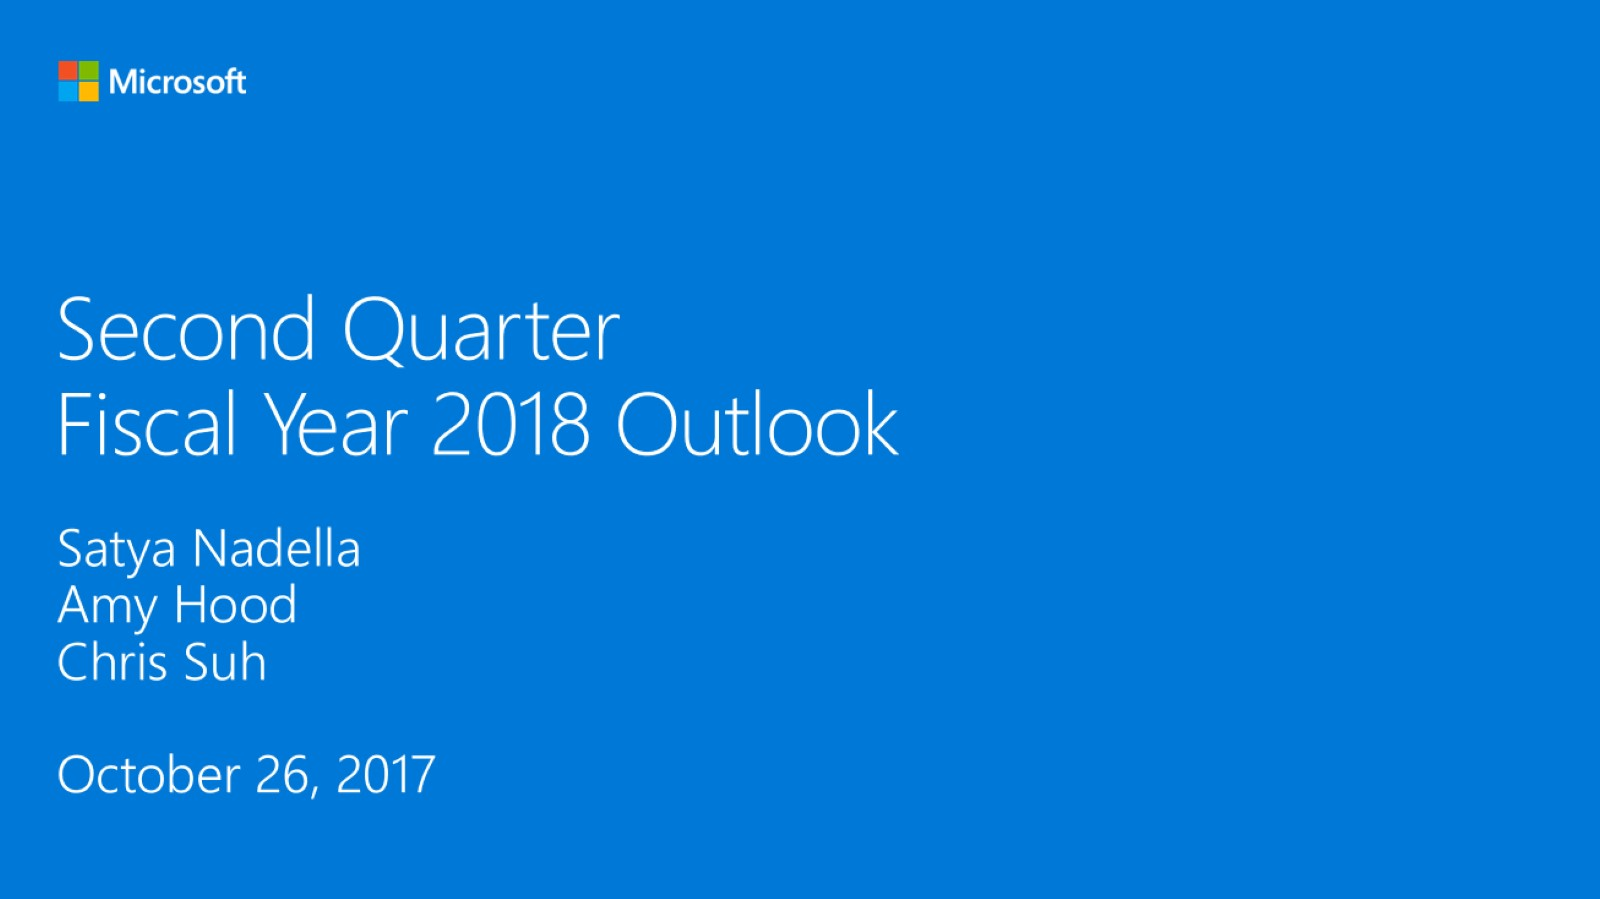 Microsoft
Second Quarter
Fiscal Year 2018 Outlook
Satya Nadella
Amy Hood
Chris Suh
October 26, 2017